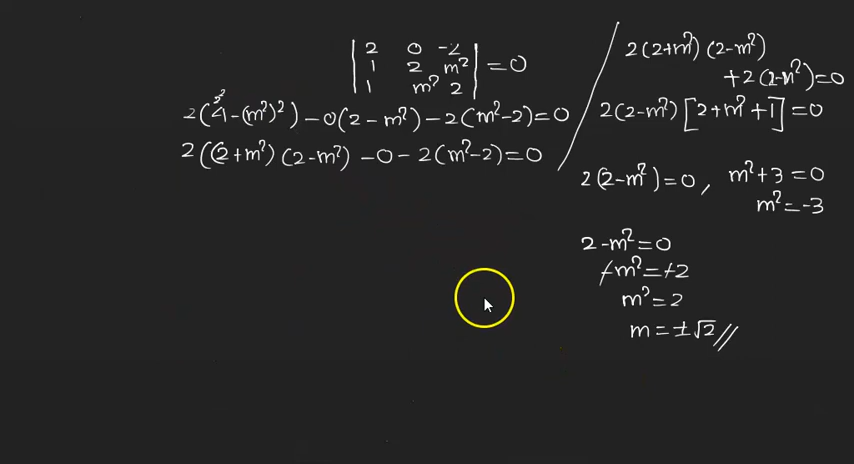 | 2 0 -2 |
| 1 2 m² | = 0
| 1 m² 2 |
2(4 - (m²)²) - 0(2 - m²) - 2(m² - 2) = 0
2((2+m²)(2-m²) - 0 - 2(m² - 2) = 0
2(2+m²)(2-m²)
+2(2-m²) = 0
2(2-m²)[2+m²+1] = 0
2(2-m²) = 0, m²+3 = 0
m² = -3
2-m² = 0
-m² = -2
m² = 2
m = ±√2 //